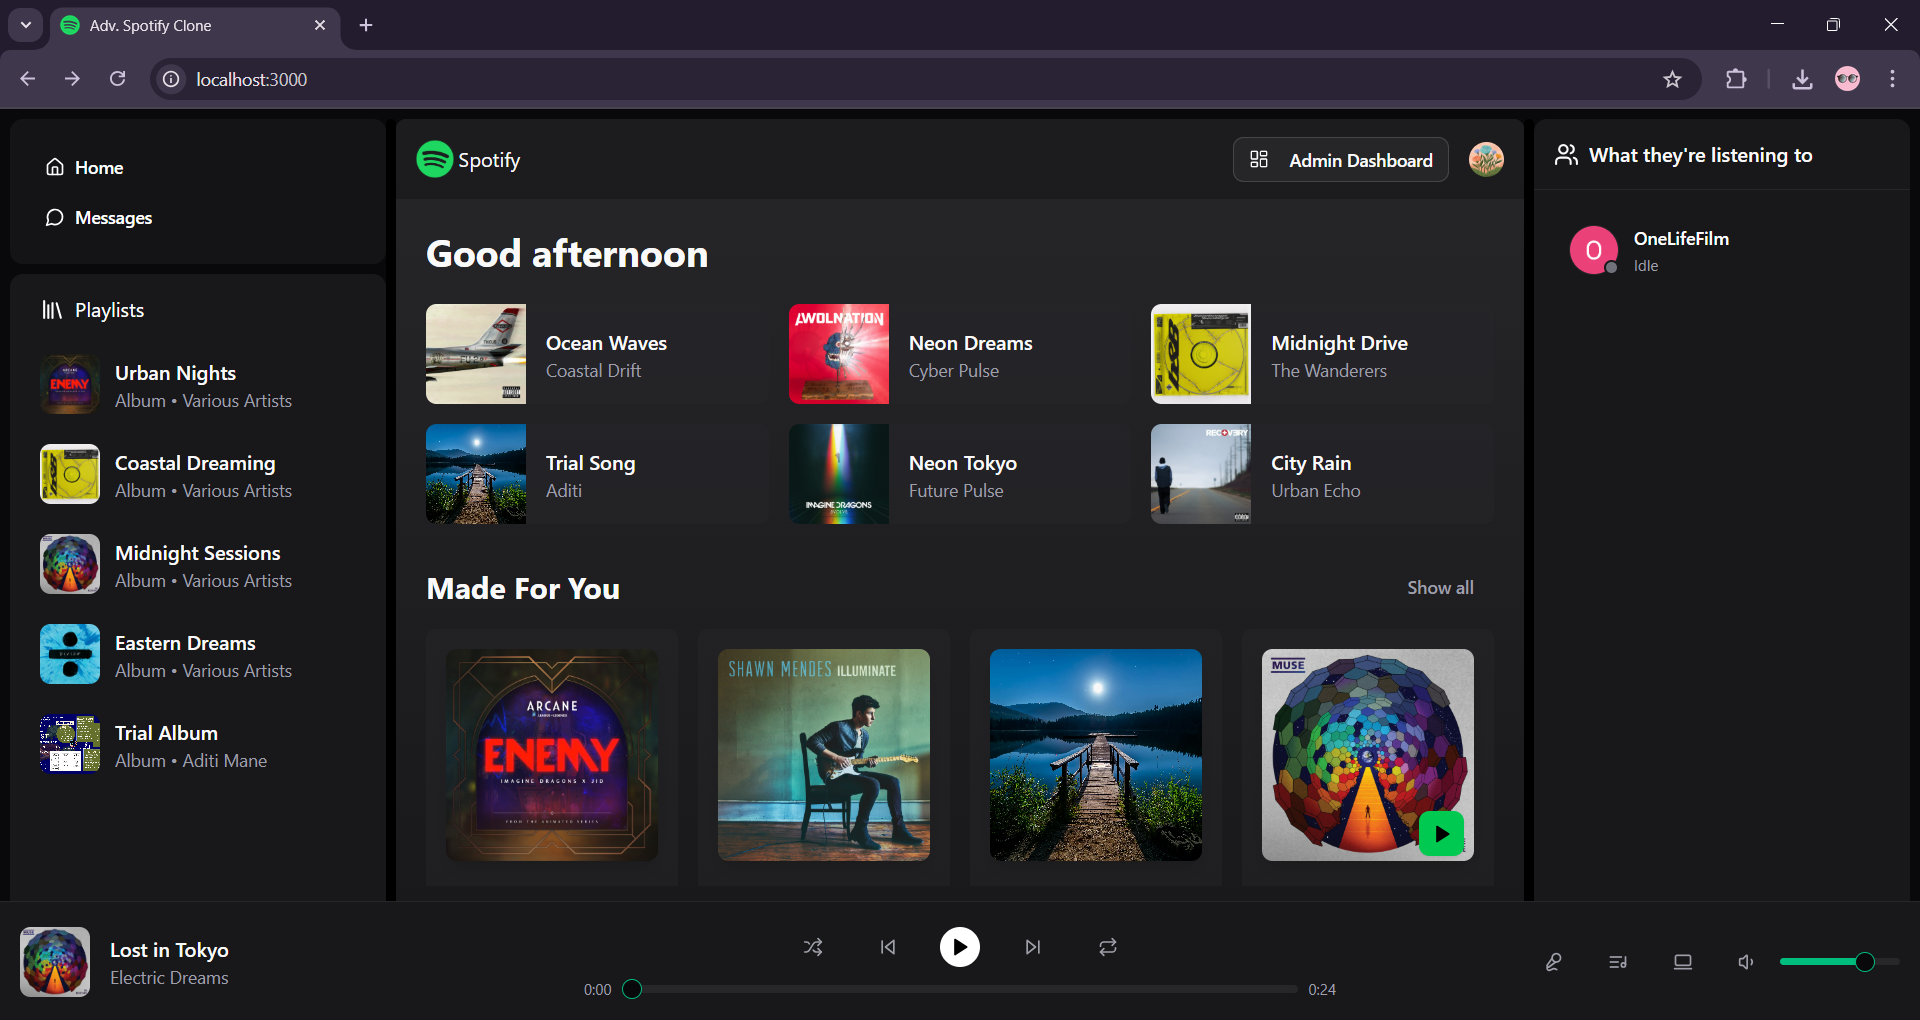 Adv. Spotify Clone
localhost:3000
Home
Messages
Playlists
Urban Nights
Album • Various Artists
Coastal Dreaming
Album • Various Artists
Midnight Sessions
Album • Various Artists
Eastern Dreams
Album • Various Artists
Trial Album
Album • Aditi Mane
Spotify
Admin Dashboard
Good afternoon
Ocean Waves
Coastal Drift
AWOLNATION
Neon Dreams
Cyber Pulse
Midnight Drive
The Wanderers
Trial Song
Aditi
IMAGINE DRAGONS
Neon Tokyo
Future Pulse
RECOVERY
City Rain
Urban Echo
Made For You
Show all
ARCANE
ENEMY
IMAGINE DRAGONS X JID
FROM THE ANIMATED SERIES
SHAWN MENDES ILLUMINATE
MUSE
What they're listening to
O
OneLifeFilm
Idle
Lost in Tokyo
Electric Dreams
0:00
0:24